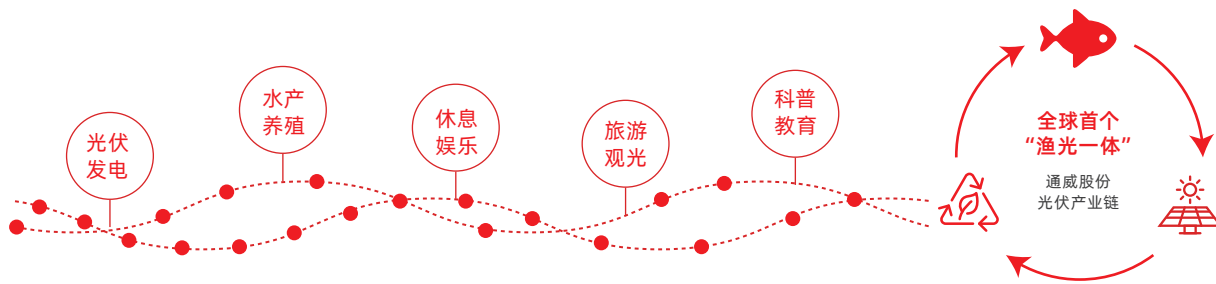 光伏
发电
水产
养殖
休息
娱乐
旅游
观光
科普
教育
全球首个
“渔光一体”
通威股份
光伏产业链